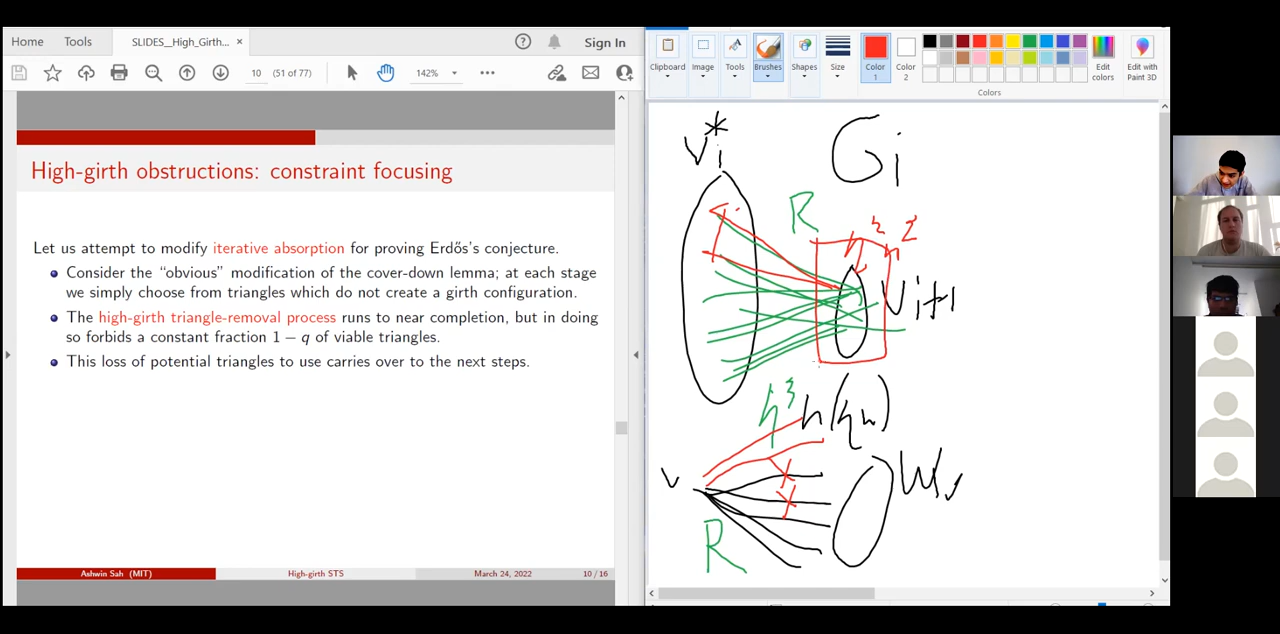 Home
Tools
SLIDES__High_Girth...
×
Sign In
10
(51 of 77)
142%
Clipboard
Image
Tools
Brushes
Shapes
Size
Color
1
Color
2
Colors
Edit
colors
Edit with
Paint 3D
High-girth obstructions: constraint focusing
Let us attempt to modify iterative absorption for proving Erdős's conjecture.
Consider the “obvious” modification of the cover-down lemma; at each stage
we simply choose from triangles which do not create a girth configuration.
The high-girth triangle-removal process runs to near completion, but in doing
so forbids a constant fraction 1 − q of viable triangles.
This loss of potential triangles to use carries over to the next steps.
Ashwin Sah (MIT)
High-girth STS
March 24, 2022
10 / 16
V*i
Gi
R
Vi+1
v
Wv
R